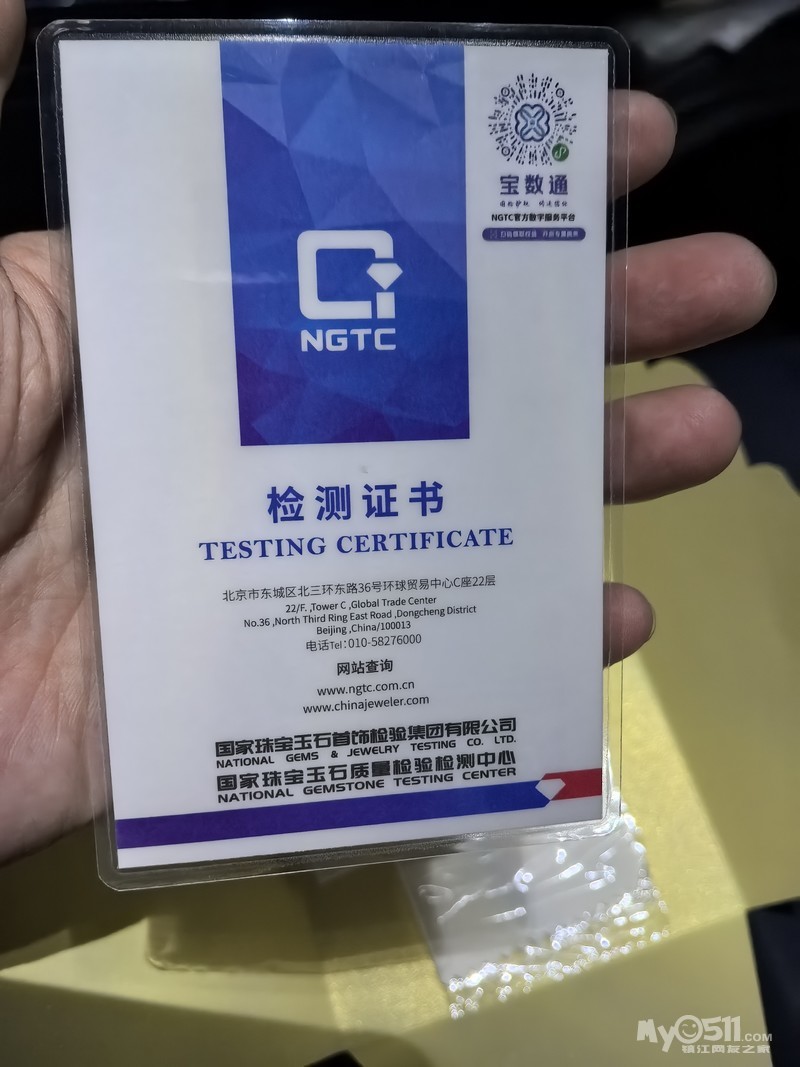 宝数通
NGTC官方数字服务平台
NGTC
检测证书
TESTING CERTIFICATE
北京市东城区北三环东路36号环球贸易中心C座22层
22/F. ,Tower C ,Global Trade Center
No.36 ,North Third Ring East Road ,Dongcheng District
Beijing ,China/100013
电话Tel:010-58276000
网站查询
www.ngtc.com.cn
www.chinajeweler.com
国家珠宝玉石首饰检验集团有限公司
NATIONAL GEMS & JEWELRY TESTING CO. LTD.
国家珠宝玉石质量检验检测中心
NATIONAL GEMSTONE TESTING CENTER
My0511.COM
镇江网友之家